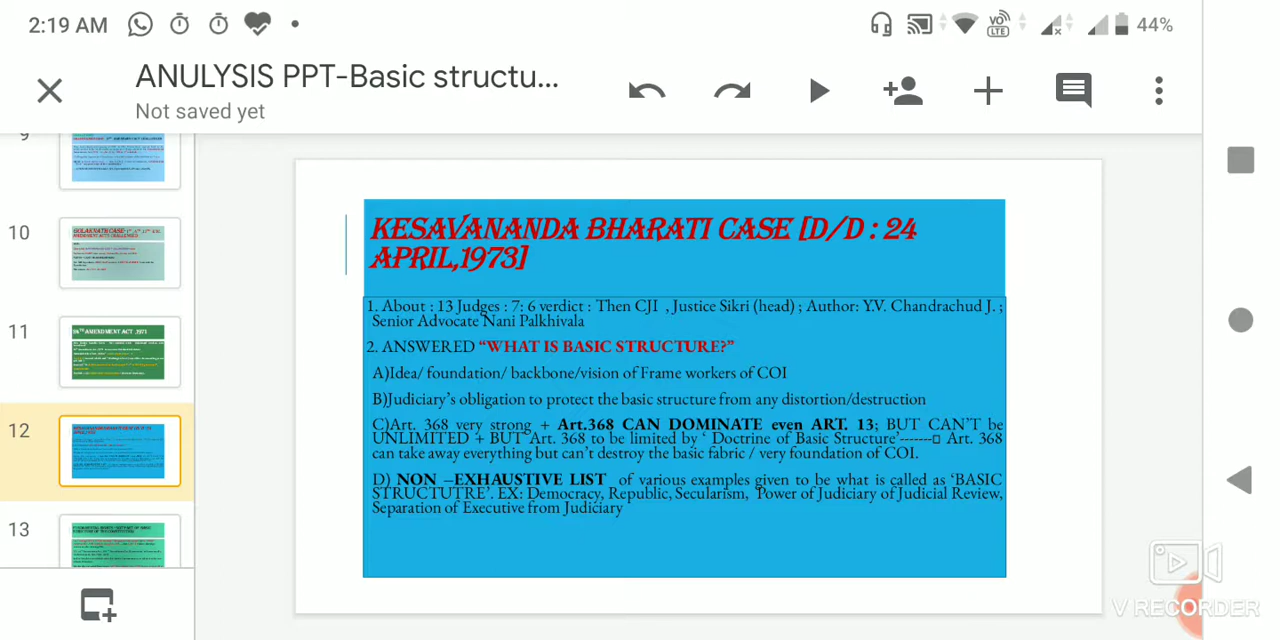 2:19 AM
VO
LTE
44%
ANULYSIS PPT-Basic structu...
Not saved yet
9
10
11
12
13
KESAVANANDA BHARATI CASE [D/D : 24
APRIL,1973]
1. About : 13 Judges : 7: 6 verdict : Then CJI , Justice Sikri (head) ; Author: Y.V. Chandrachud J. ;
Senior Advocate Nani Palkhivala
2. ANSWERED “WHAT IS BASIC STRUCTURE?”
A)Idea/ foundation/ backbone/vision of Frame workers of COI
B)Judiciary’s obligation to protect the basic structure from any distortion/destruction
C)Art. 368 very strong + Art.368 CAN DOMINATE even ART. 13; BUT CAN’T be
UNLIMITED + BUT Art. 368 to be limited by ‘ Doctrine of Basic Structure’-------□ Art. 368
can take away everything but can’t destroy the basic fabric / very foundation of COI.
D) NON –EXHAUSTIVE LIST of various examples given to be what is called as ‘BASIC
STRUCTUTRE’. EX: Democracy, Republic, Secularism, Power of Judiciary of Judicial Review,
Separation of Executive from Judiciary
V RECORDER